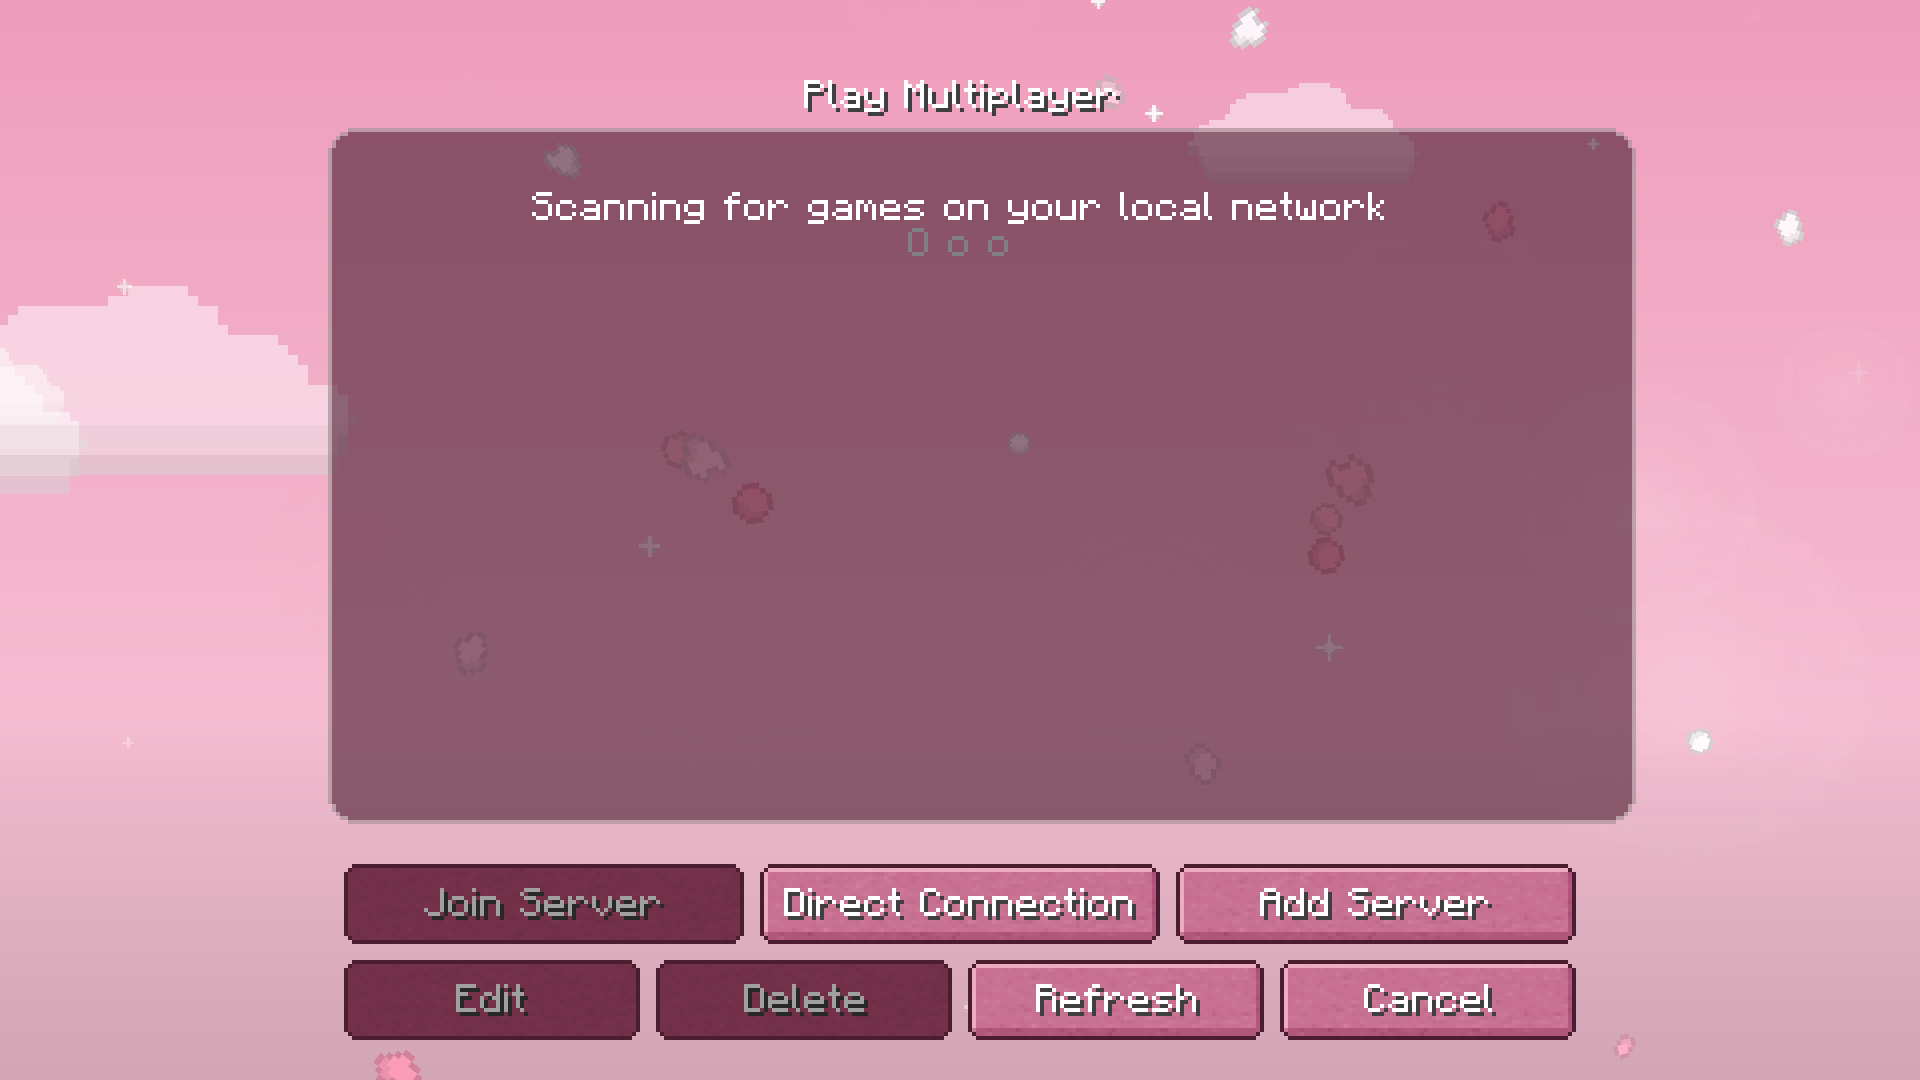 Play Multiplayer
Scanning for games on your local network
O o o
Join Server
Direct Connection
Add Server
Edit
Delete
Refresh
Cancel